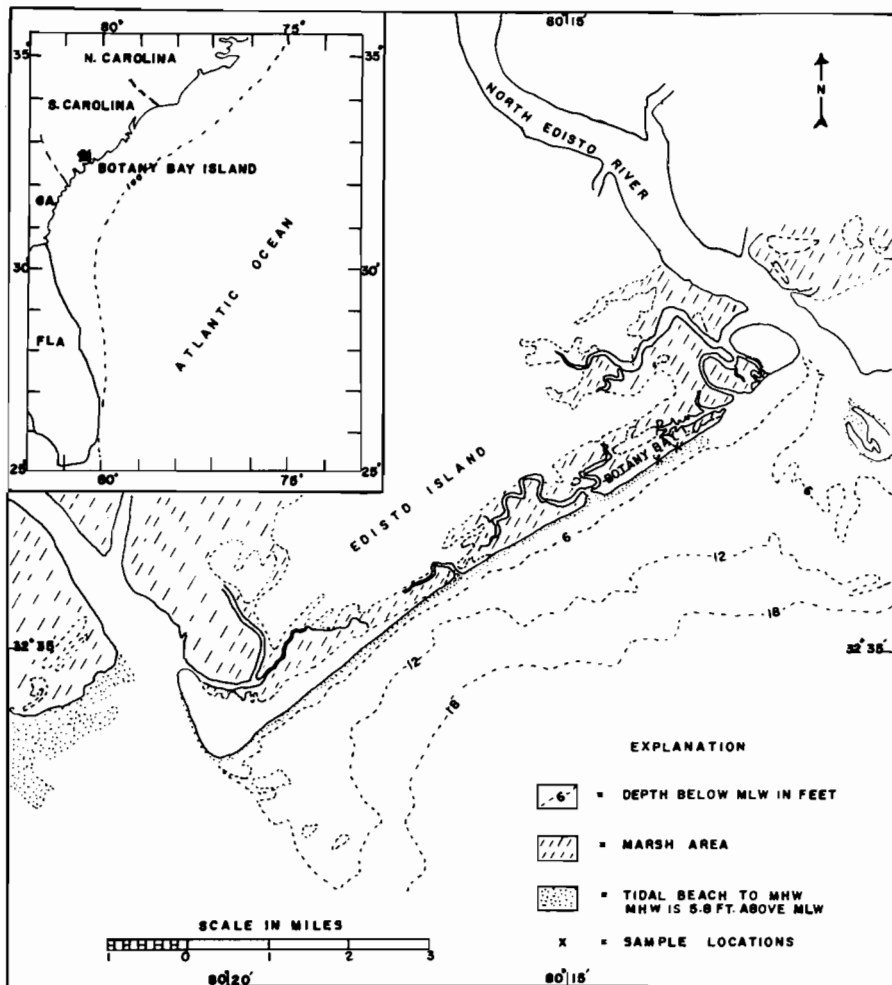 80°
75°
35°
35°
N. CAROLINA
S. CAROLINA
BOTANY BAY ISLAND
100
GA.
30°
30°
ATLANTIC OCEAN
FLA
25°
25°
80°
75°
80°15'
N
NORTH EDISTO RIVER
BOTANY BAY I.
EDISTO ISLAND
6
6
12
18
12
18
32°35'
32°35'
EXPLANATION
6 = DEPTH BELOW MLW IN FEET
= MARSH AREA
= TIDAL BEACH TO MHW
MHW IS 5.8 FT. ABOVE MLW
X = SAMPLE LOCATIONS
SCALE IN MILES
1 0 1 2 3
80°20'
80°15'